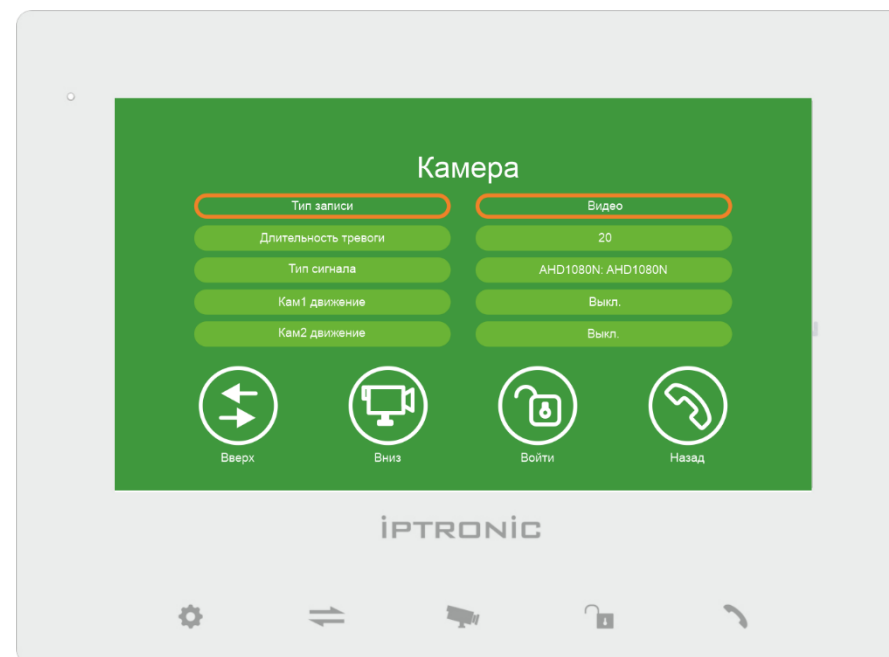 Камера
Тип записи Видео
Длительность тревоги 20
Тип сигнала AHD1080N: AHD1080N
Кам1 движение Выкл.
Кам2 движение Выкл.
Вверх Вниз Войти Назад
iPTRONiC